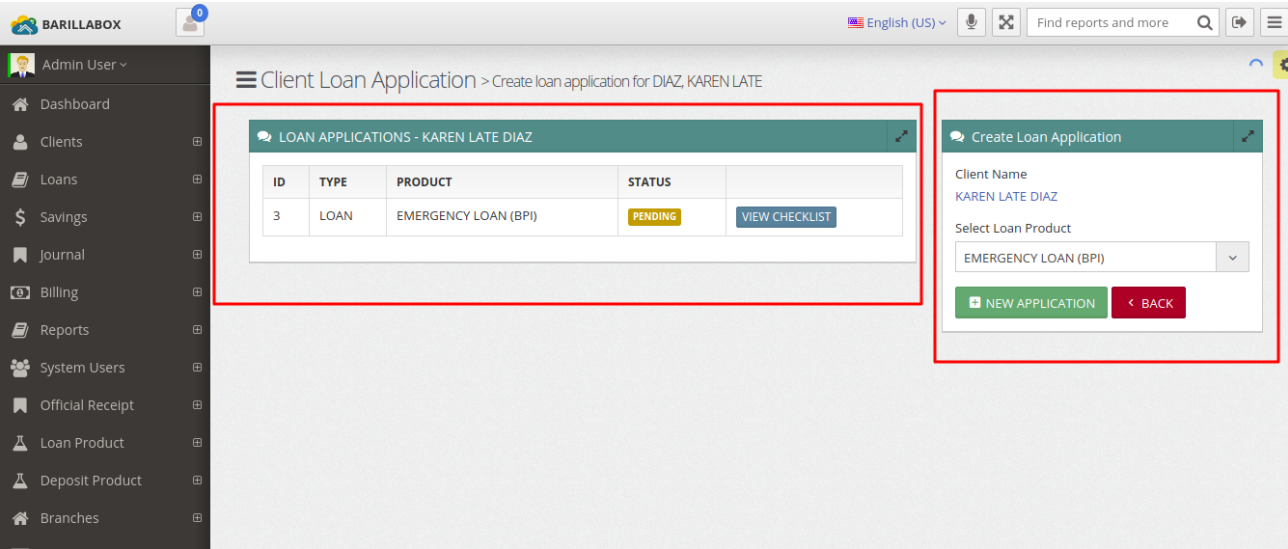 BARILLABOX
0
English (US)
Find reports and more
Admin User
Client Loan Application > Create loan application for DIAZ, KAREN LATE
Dashboard
Clients
Loans
Savings
Journal
Billing
Reports
System Users
Official Receipt
Loan Product
Deposit Product
Branches
LOAN APPLICATIONS - KAREN LATE DIAZ
ID TYPE PRODUCT STATUS
3 LOAN EMERGENCY LOAN (BPI) PENDING VIEW CHECKLIST
Create Loan Application
Client Name
KAREN LATE DIAZ
Select Loan Product
EMERGENCY LOAN (BPI)
NEW APPLICATION < BACK